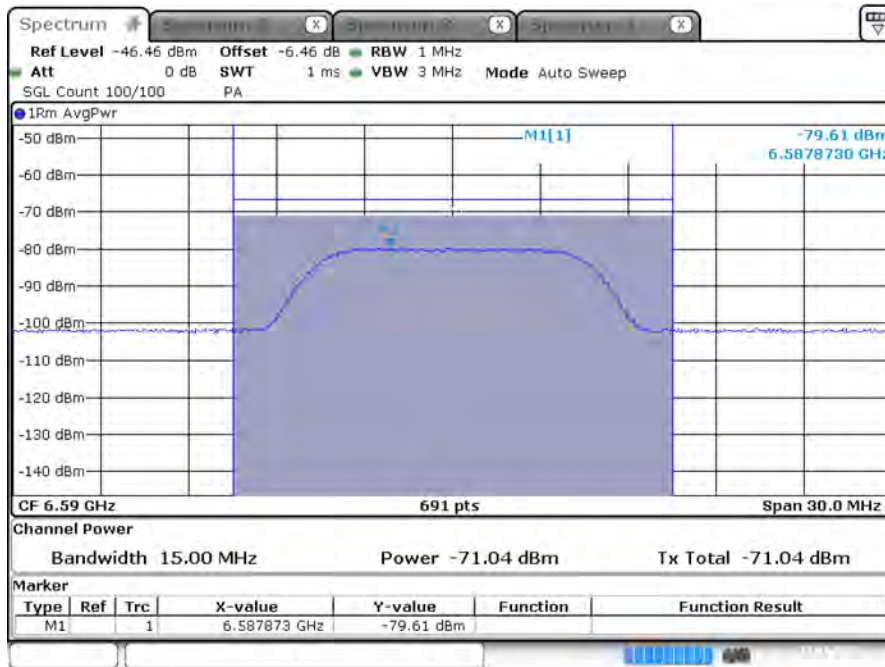 Spectrum
X
X
X
Ref Level -46.46 dBm Offset -6.46 dB RBW 1 MHz
Att 0 dB SWT 1 ms VBW 3 MHz Mode Auto Sweep
SGL Count 100/100 PA
1Rm AvgPwr
M1[1] -79.61 dBm
6.5878730 GHz
-50 dBm
-60 dBm
-70 dBm
-80 dBm
-90 dBm
-100 dBm
-110 dBm
-120 dBm
-130 dBm
-140 dBm
CF 6.59 GHz 691 pts Span 30.0 MHz
Channel Power
Bandwidth 15.00 MHz Power -71.04 dBm Tx Total -71.04 dBm
Marker
Type Ref Trc X-value Y-value Function Function Result
M1 1 6.587873 GHz -79.61 dBm